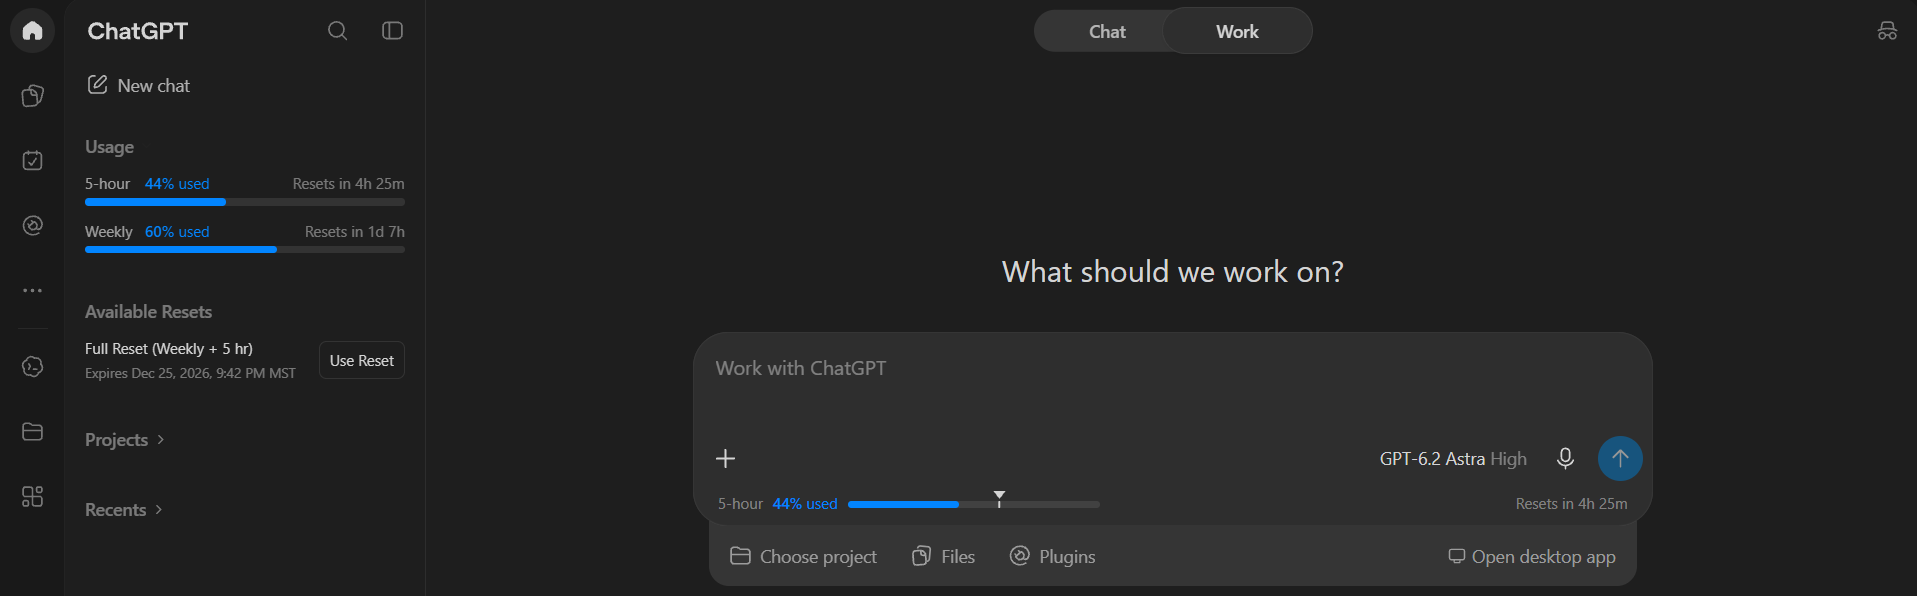 ChatGPT
New chat
Usage
5-hour 44% used Resets in 4h 25m
Weekly 60% used Resets in 1d 7h
Available Resets
Full Reset (Weekly + 5 hr)
Expires Dec 25, 2026, 9:42 PM MST
Use Reset
Projects
Recents
Chat Work
What should we work on?
Work with ChatGPT
GPT-6.2 Astra High
5-hour 44% used Resets in 4h 25m
Choose project Files Plugins Open desktop app